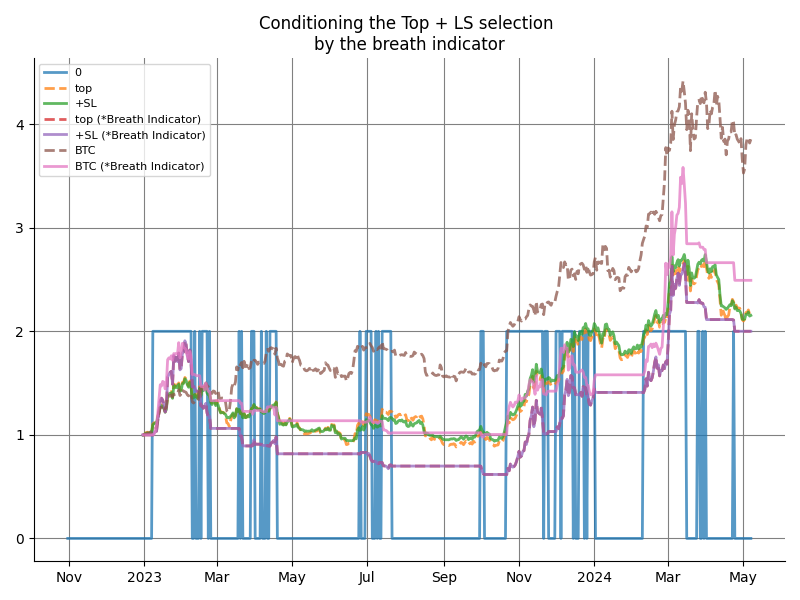 Conditioning the Top + LS selection
by the breath indicator
0
top
+SL
top (*Breath Indicator)
+SL (*Breath Indicator)
BTC
BTC (*Breath Indicator)
4
3
2
1
0
Nov
2023
Mar
May
Jul
Sep
Nov
2024
Mar
May